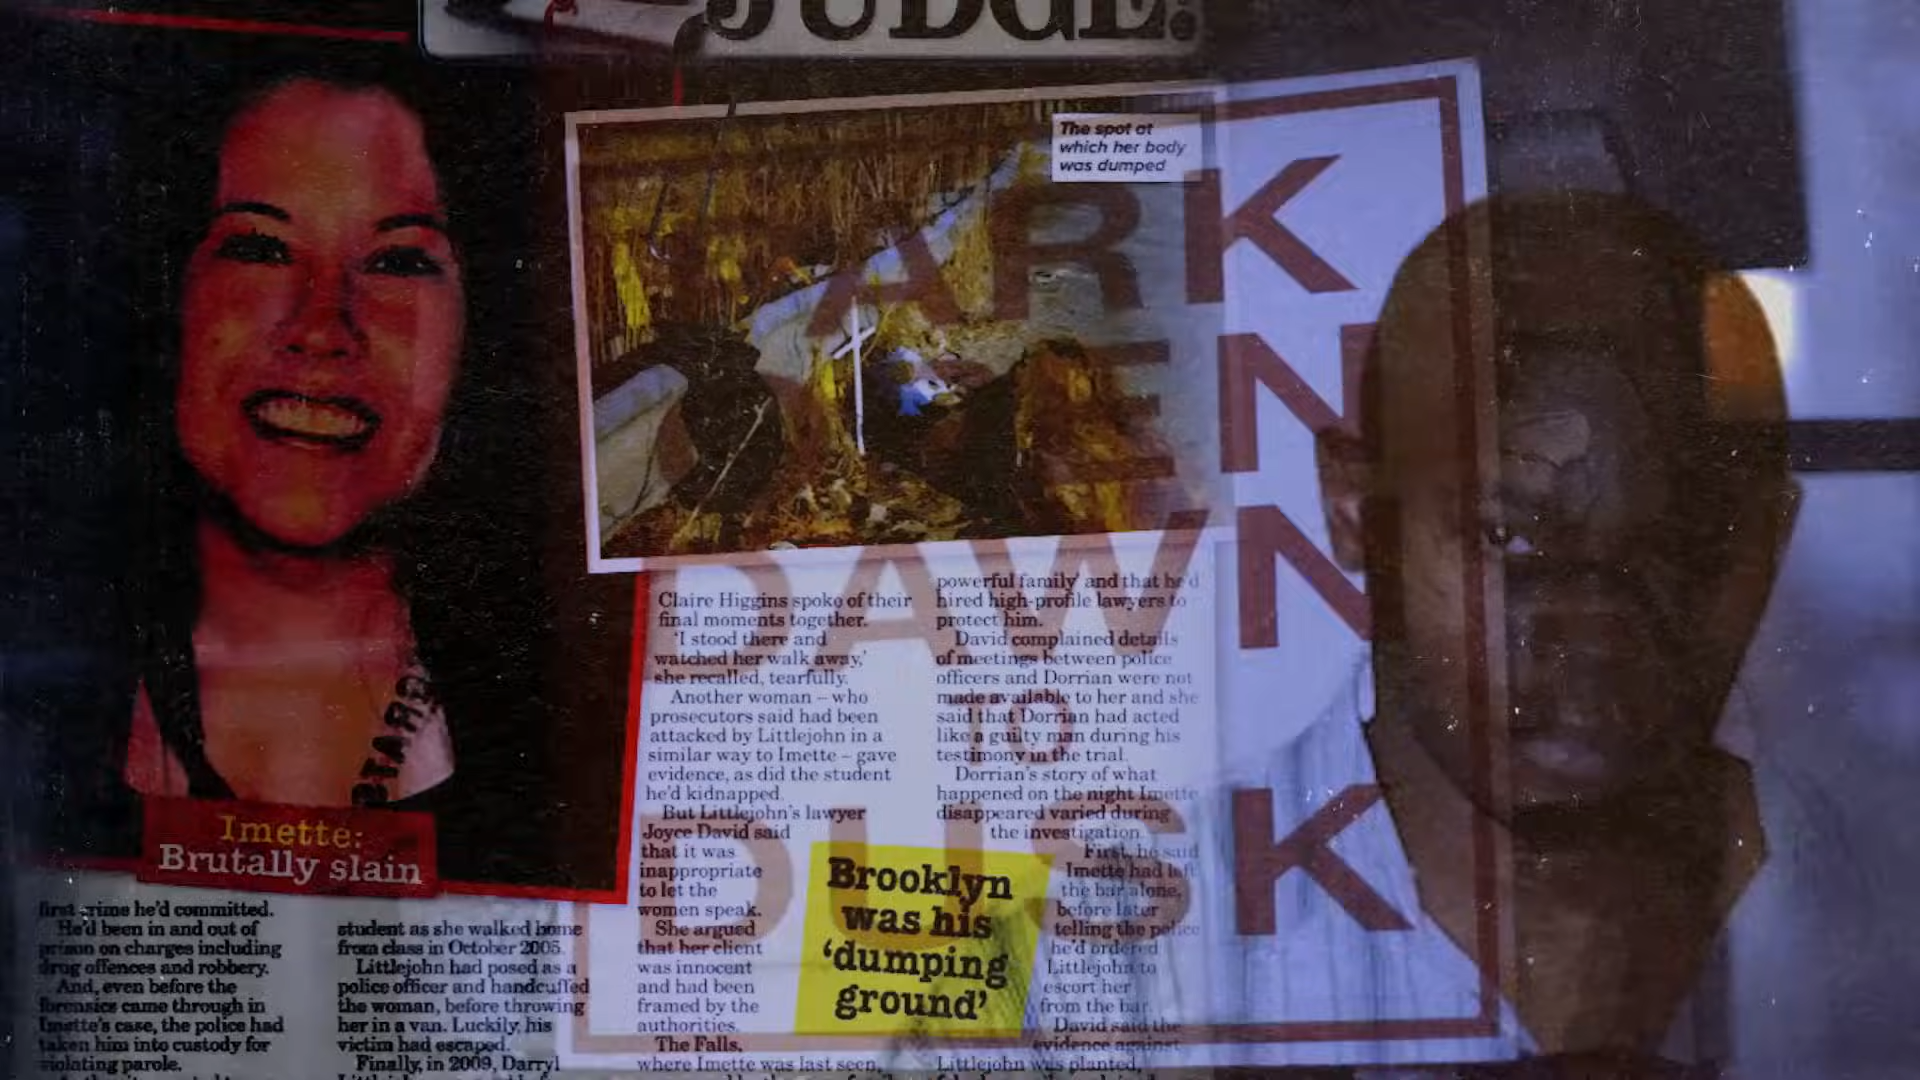 JUDGE!
The spot at
which her body
was dumped
ARK
DAWN
DUSK
Imette:
Brutally slain
first crime he'd committed.
He'd been in and out of
prison on charges including
drug offences and robbery.
And, even before the
forensics came through in
Imette's case, the police had
taken him into custody for
violating parole.
student as she walked home
from class in October 2005.
Littlejohn had posed as a
police officer and handcuffed
the woman, before throwing
her in a van. Luckily, his
victim had escaped.
Finally, in 2009, Darryl
Claire Higgins spoke of their
final moments together.
'I stood there and
watched her walk away,'
she recalled, tearfully.
Another woman – who
prosecutors said had been
attacked by Littlejohn in a
similar way to Imette – gave
evidence, as did the student
he'd kidnapped.
But Littlejohn's lawyer
Joyce David said
that it was
inappropriate
to let the
women speak.
She argued
that her client
was innocent
and had been
framed by the
authorities.
The Falls,
where Imette was last seen,
Brooklyn
was his
'dumping
ground'
powerful family' and that he'd
hired high-profile lawyers to
protect him.
David complained details
of meetings between police
officers and Dorrian were not
made available to her and she
said that Dorrian had acted
like a guilty man during his
testimony in the trial.
Dorrian's story of what
happened on the night Imette
disappeared varied during
the investigation.
First, he said
Imette had left
the bar alone,
before later
telling the police
he'd ordered
Littlejohn to
escort her
from the bar.
David said the
evidence against
Littlejohn was planted,